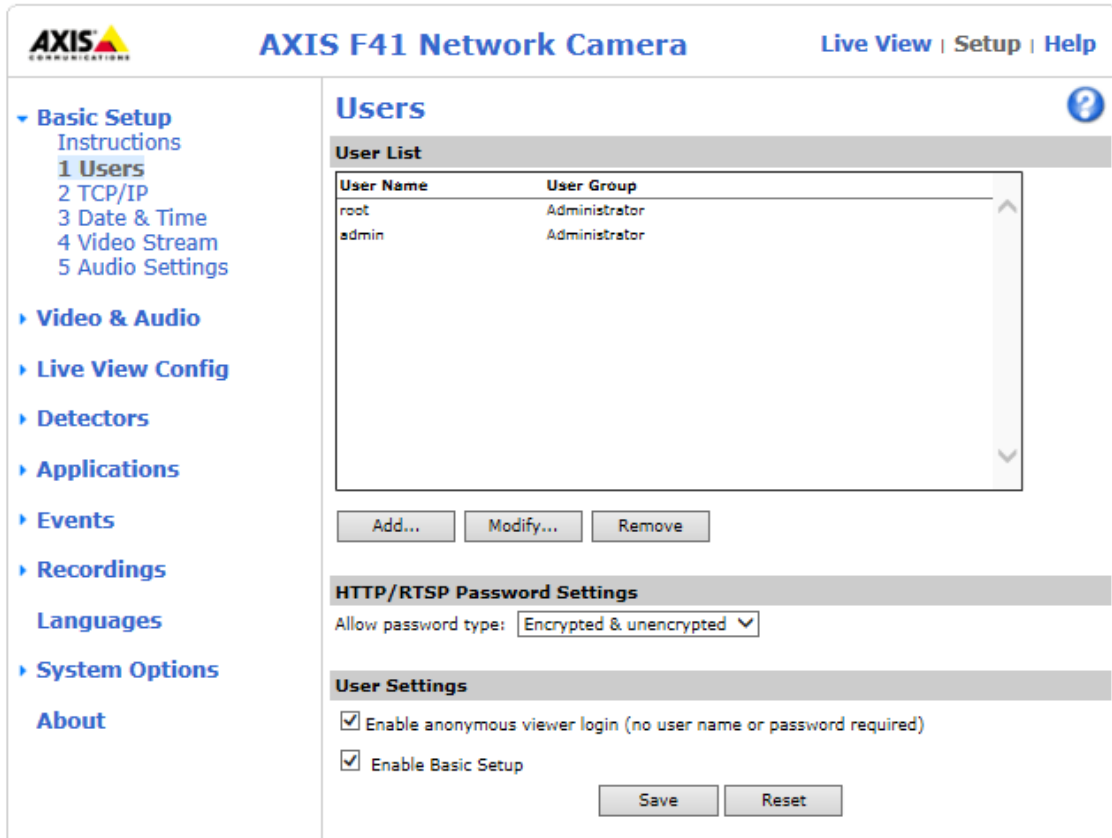 AXIS
COMMUNICATIONS
AXIS F41 Network Camera
Live View | Setup | Help
Basic Setup
Instructions
1 Users
2 TCP/IP
3 Date & Time
4 Video Stream
5 Audio Settings
Video & Audio
Live View Config
Detectors
Applications
Events
Recordings
Languages
System Options
About
Users
?
User List
User Name User Group
root Administrator
admin Administrator
Add... Modify... Remove
HTTP/RTSP Password Settings
Allow password type: Encrypted & unencrypted
User Settings
Enable anonymous viewer login (no user name or password required)
Enable Basic Setup
Save Reset